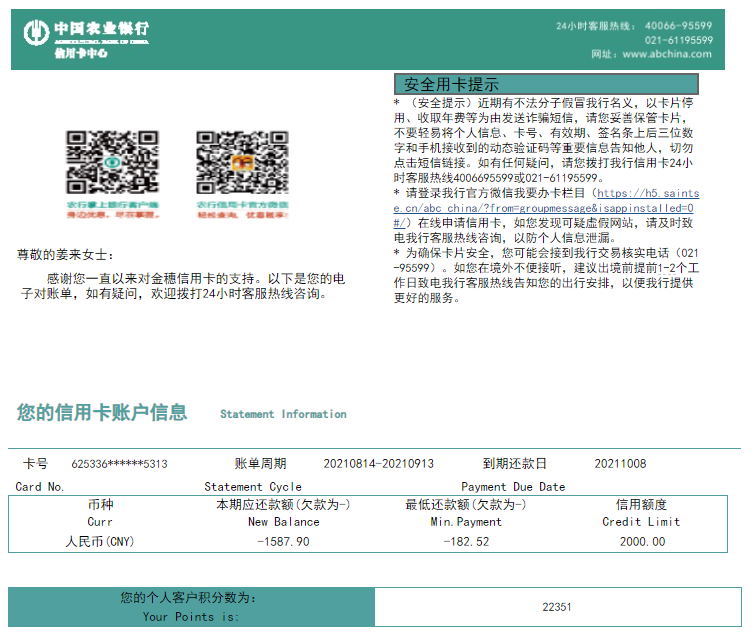 中国农业银行
信用卡中心
24小时客服热线： 40066-95599
021-61195599
网址：www.abchina.com
安全用卡提示
* （安全提示）近期有不法分子假冒我行名义，以卡片停
用、收取年费等为由发送诈骗短信，请您妥善保管卡片，
不要轻易将个人信息、卡号、有效期、签名条上后三位数
字和手机接收到的动态验证码等重要信息告知他人，切勿
点击短信链接。如有任何疑问，请您拨打我行信用卡24小
时客服热线4006695599或021-61195599。
* 请登录我行官方微信我要办卡栏目（https://h5.saints
e.cn/abc_china/?from=groupmessage&isappinstalled=0
#/）在线申请信用卡，如您发现可疑虚假网站，请及时致
电我行客服热线咨询，以防个人信息泄漏。
* 为确保卡片安全，您可能会接到我行交易核实电话（021
-95599）。如您在境外不便接听，建议出境前提前1-2个工
作日致电我行客服热线告知您的出行安排，以便我行提供
更好的服务。
农行掌上银行客户端
身边优惠，尽在掌握。
农行信用卡官方微信
轻松查询，优惠概率!
尊敬的姜来女士：
感谢您一直以来对金穗信用卡的支持。以下是您的电
子对账单，如有疑问，欢迎拨打24小时客服热线咨询。
您的信用卡账户信息 Statement Information
卡号 625336******5313 账单周期 20210814-20210913 到期还款日 20211008
Card No. Statement Cycle Payment Due Date
币种 本期应还款额(欠款为-) 最低还款额(欠款为-) 信用额度
Curr New Balance Min.Payment Credit Limit
人民币(CNY) -1587.90 -182.52 2000.00
您的个人客户积分数为：
Your Points is:
22351